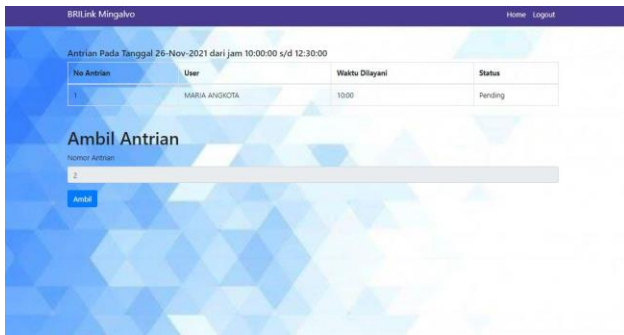 BRILink Mingalvo
Home Logout
Antrian Pada Tanggal 26-Nov-2021 dari jam 10:00:00 s/d 12:30:00
No Antrian User Waktu Dilayani Status
1 MARIA ANGKOTA 10:00 Pending
Ambil Antrian
Nomor Antrian
2
Ambil